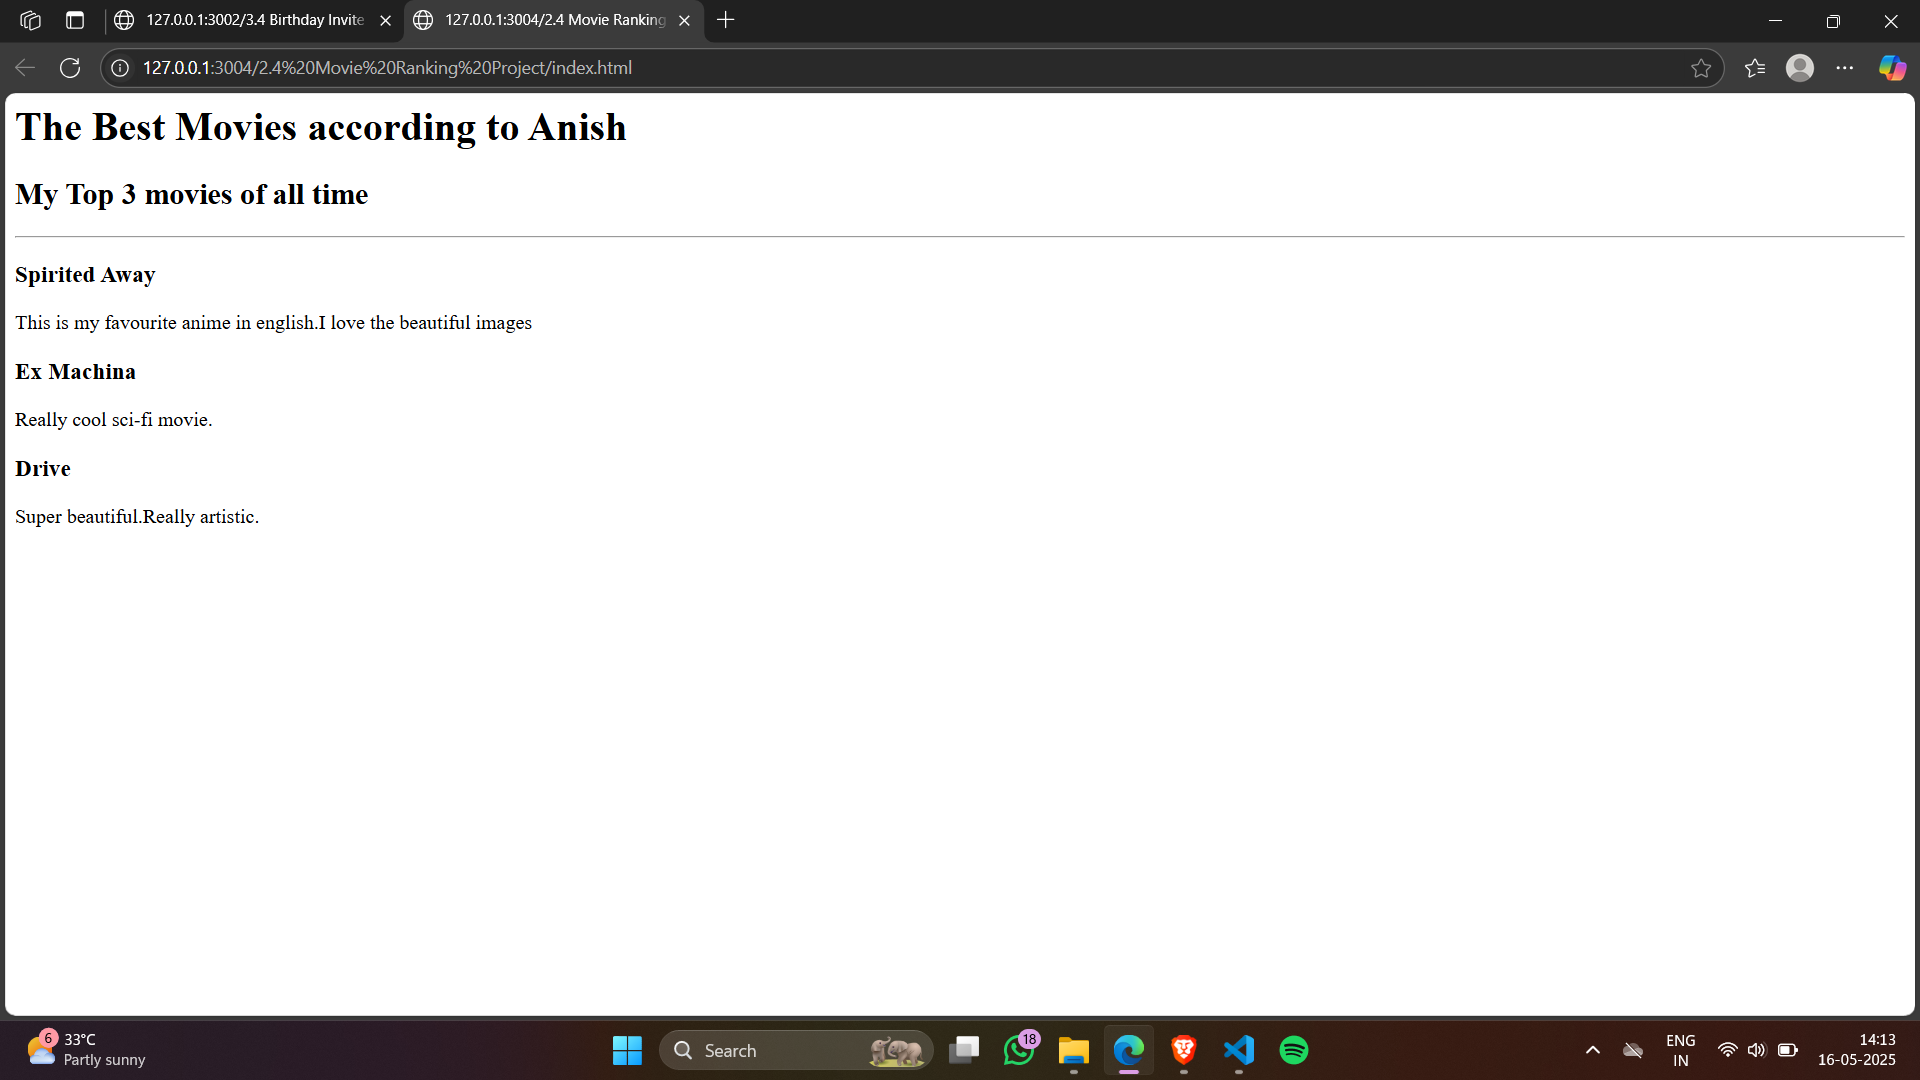 127.0.0.1:3002/3.4 Birthday Invite
127.0.0.1:3004/2.4 Movie Ranking
127.0.0.1:3004/2.4%20Movie%20Ranking%20Project/index.html
The Best Movies according to Anish
My Top 3 movies of all time
Spirited Away
This is my favourite anime in english.I love the beautiful images
Ex Machina
Really cool sci-fi movie.
Drive
Super beautiful.Really artistic.
6
33°C
Partly sunny
Search
18
ENG
IN
14:13
16-05-2025